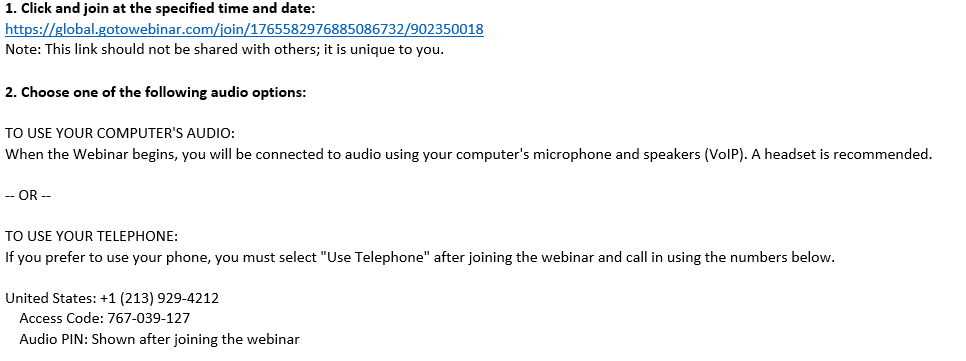 1. Click and join at the specified time and date:
https://global.gotowebinar.com/join/1765582976885086732/902350018
Note: This link should not be shared with others; it is unique to you.
2. Choose one of the following audio options:
TO USE YOUR COMPUTER'S AUDIO:
When the Webinar begins, you will be connected to audio using your computer's microphone and speakers (VoIP). A headset is recommended.
-- OR --
TO USE YOUR TELEPHONE:
If you prefer to use your phone, you must select "Use Telephone" after joining the webinar and call in using the numbers below.
United States: +1 (213) 929-4212
Access Code: 767-039-127
Audio PIN: Shown after joining the webinar